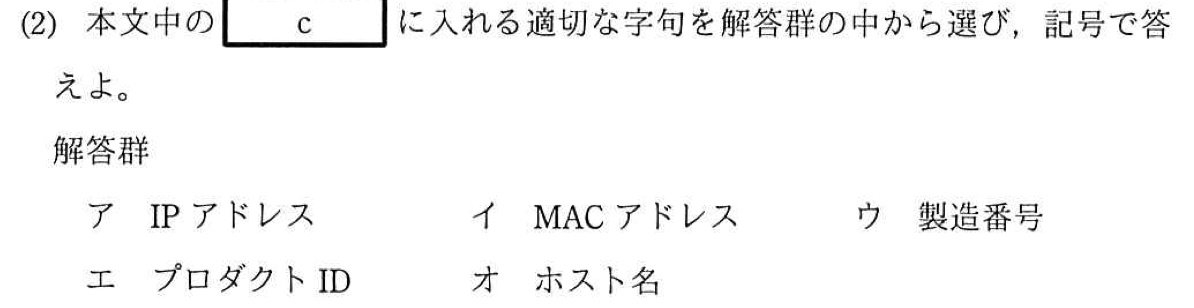 (2) 本文中の c に入れる適切な字句を解答群の中から選び，記号で答
えよ。
解答群
ア IP アドレス イ MAC アドレス ウ 製造番号
エ プロダクト ID オ ホスト名